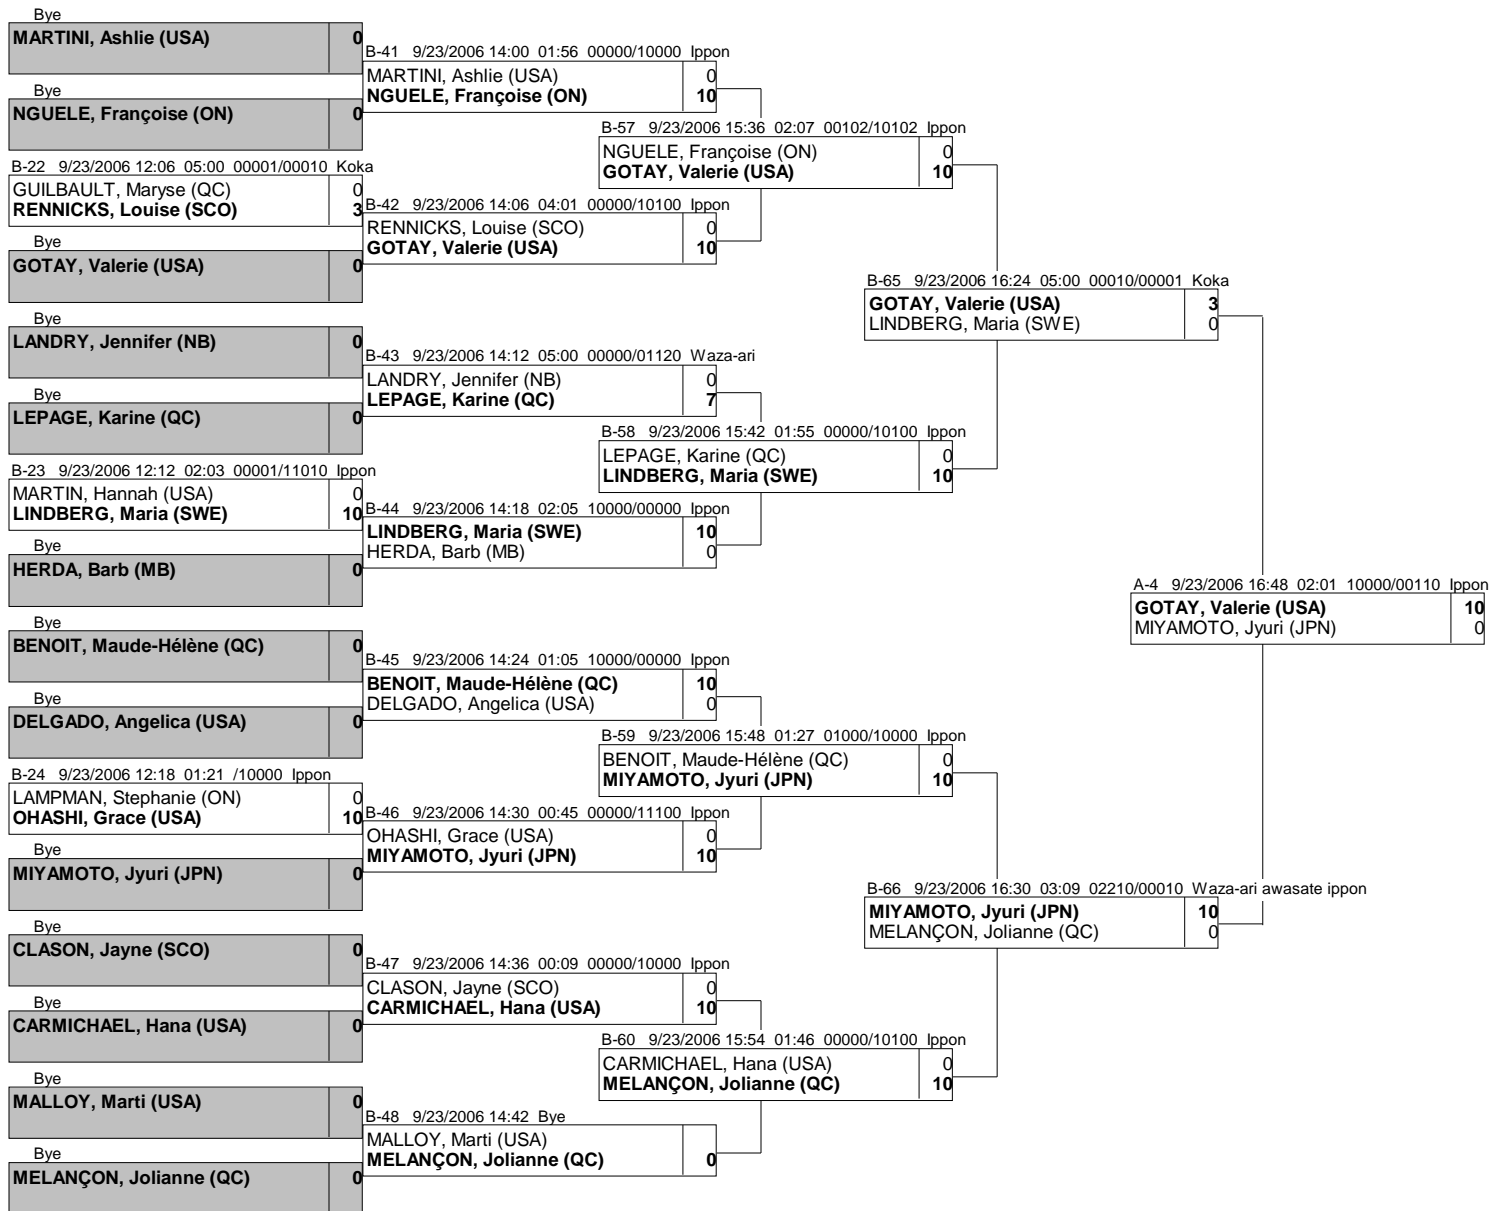 Bye
MARTINI, Ashlie (USA) 0
Bye
NGUELE, Françoise (ON) 0
B-22 9/23/2006 12:06 05:00 00001/00010 Koka
GUILBAULT, Maryse (QC) 0
RENNICKS, Louise (SCO) 3
Bye
GOTAY, Valerie (USA) 0
Bye
LANDRY, Jennifer (NB) 0
Bye
LEPAGE, Karine (QC) 0
B-23 9/23/2006 12:12 02:03 00001/11010 Ippon
MARTIN, Hannah (USA) 0
LINDBERG, Maria (SWE) 10
Bye
HERDA, Barb (MB) 0
Bye
BENOIT, Maude-Hélène (QC) 0
Bye
DELGADO, Angelica (USA) 0
B-24 9/23/2006 12:18 01:21 /10000 Ippon
LAMPMAN, Stephanie (ON) 0
OHASHI, Grace (USA) 10
Bye
MIYAMOTO, Jyuri (JPN) 0
Bye
CLASON, Jayne (SCO) 0
Bye
CARMICHAEL, Hana (USA) 0
Bye
MALLOY, Marti (USA) 0
Bye
MELANÇON, Jolianne (QC) 0
B-41 9/23/2006 14:00 01:56 00000/10000 Ippon
MARTINI, Ashlie (USA) 0
NGUELE, Françoise (ON) 10
B-42 9/23/2006 14:06 04:01 00000/10100 Ippon
RENNICKS, Louise (SCO) 0
GOTAY, Valerie (USA) 10
B-43 9/23/2006 14:12 05:00 00000/01120 Waza-ari
LANDRY, Jennifer (NB) 0
LEPAGE, Karine (QC) 7
B-44 9/23/2006 14:18 02:05 10000/00000 Ippon
LINDBERG, Maria (SWE) 10
HERDA, Barb (MB) 0
B-45 9/23/2006 14:24 01:05 10000/00000 Ippon
BENOIT, Maude-Hélène (QC) 10
DELGADO, Angelica (USA) 0
B-46 9/23/2006 14:30 00:45 00000/11100 Ippon
OHASHI, Grace (USA) 0
MIYAMOTO, Jyuri (JPN) 10
B-47 9/23/2006 14:36 00:09 00000/10000 Ippon
CLASON, Jayne (SCO) 0
CARMICHAEL, Hana (USA) 10
B-48 9/23/2006 14:42 Bye
MALLOY, Marti (USA)
MELANÇON, Jolianne (QC) 0
B-57 9/23/2006 15:36 02:07 00102/10102 Ippon
NGUELE, Françoise (ON) 0
GOTAY, Valerie (USA) 10
B-58 9/23/2006 15:42 01:55 00000/10100 Ippon
LEPAGE, Karine (QC) 0
LINDBERG, Maria (SWE) 10
B-59 9/23/2006 15:48 01:27 01000/10000 Ippon
BENOIT, Maude-Hélène (QC) 0
MIYAMOTO, Jyuri (JPN) 10
B-60 9/23/2006 15:54 01:46 00000/10100 Ippon
CARMICHAEL, Hana (USA) 0
MELANÇON, Jolianne (QC) 10
B-65 9/23/2006 16:24 05:00 00010/00001 Koka
GOTAY, Valerie (USA) 3
LINDBERG, Maria (SWE) 0
B-66 9/23/2006 16:30 03:09 02210/00010 Waza-ari awasate ippon
MIYAMOTO, Jyuri (JPN) 10
MELANÇON, Jolianne (QC) 0
A-4 9/23/2006 16:48 02:01 10000/00110 Ippon
GOTAY, Valerie (USA) 10
MIYAMOTO, Jyuri (JPN) 0